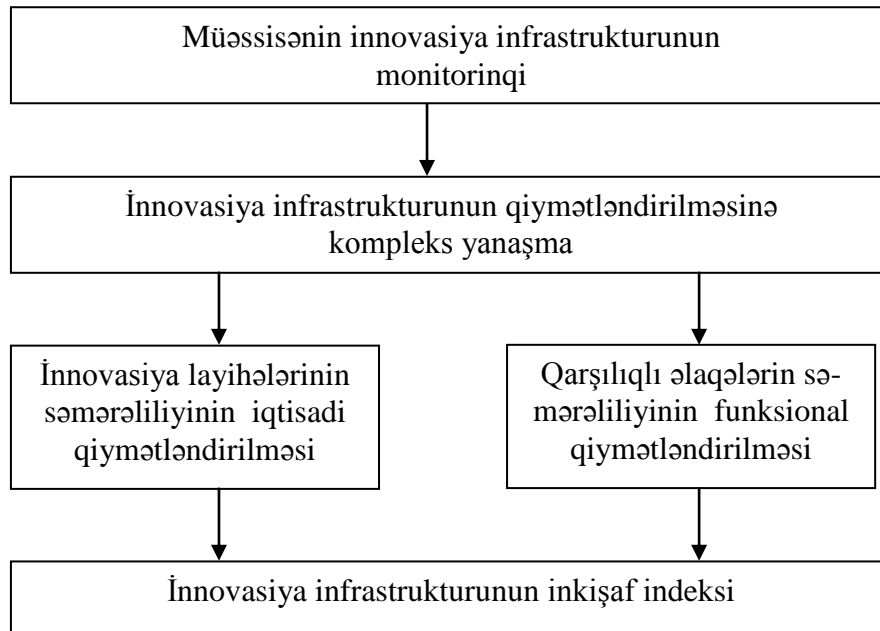 Müəssisənin innovasiya infrastrukturunun
monitorinqi
İnnovasiya infrastrukturunun qiymətləndirilməsinə
kompleks yanaşma
İnnovasiya layihələrinin
səmərəliliyinin iqtisadi
qiymətləndirilməsi
Qarşılıqlı əlaqələrin sə-
mərəliliyinin funksional
qiymətləndirilməsi
İnnovasiya infrastrukturunun inkişaf indeksi